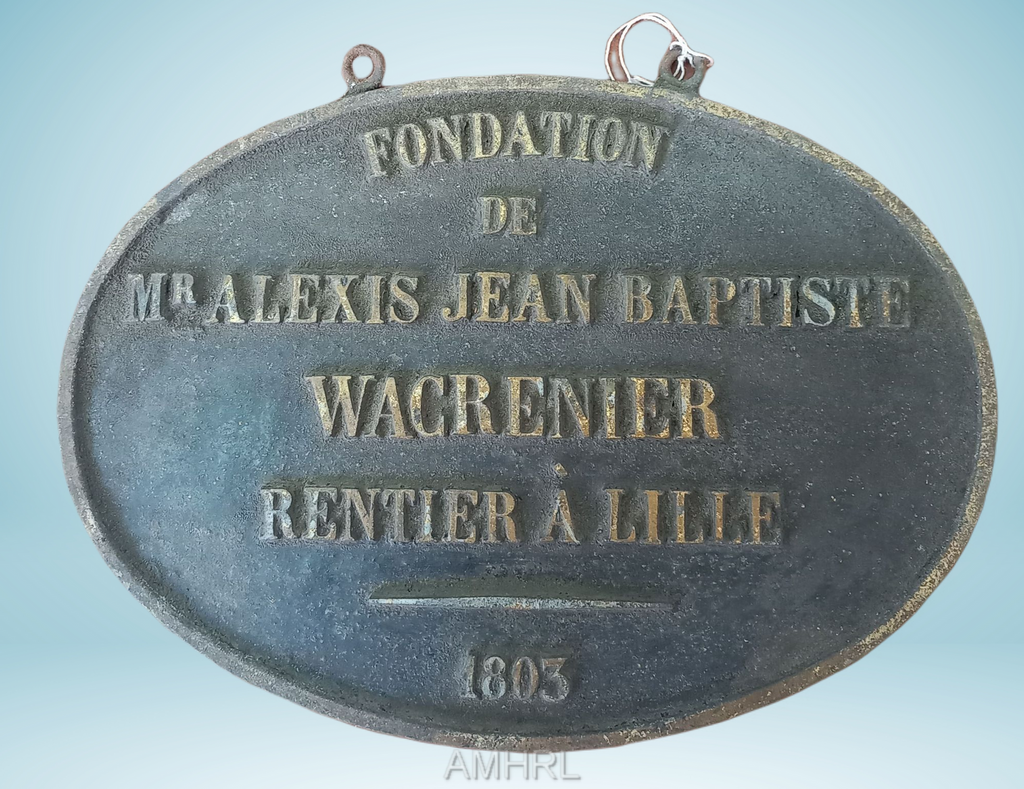 FONDATION
DE
MR ALEXIS JEAN BAPTISTE
WACRENIER
RENTIER À LILLE
1803
AMHRL